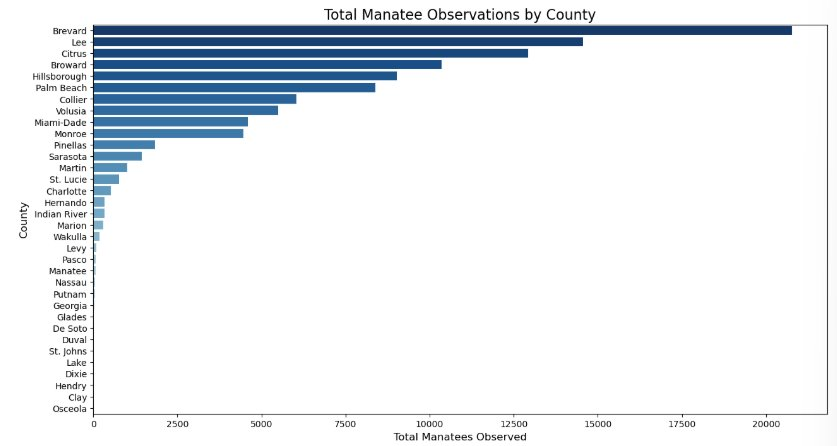 Total Manatee Observations by County
Brevard
Lee
Citrus
Broward
Hillsborough
Palm Beach
Collier
Volusia
Miami-Dade
Monroe
Pinellas
Sarasota
Martin
St. Lucie
Charlotte
Hernando
Indian River
Marion
Wakulla
Levy
Pasco
Manatee
Nassau
Putnam
Georgia
Glades
De Soto
Duval
St. Johns
Lake
Dixie
Hendry
Clay
Osceola
County
0 2500 5000 7500 10000 12500 15000 17500 20000
Total Manatees Observed